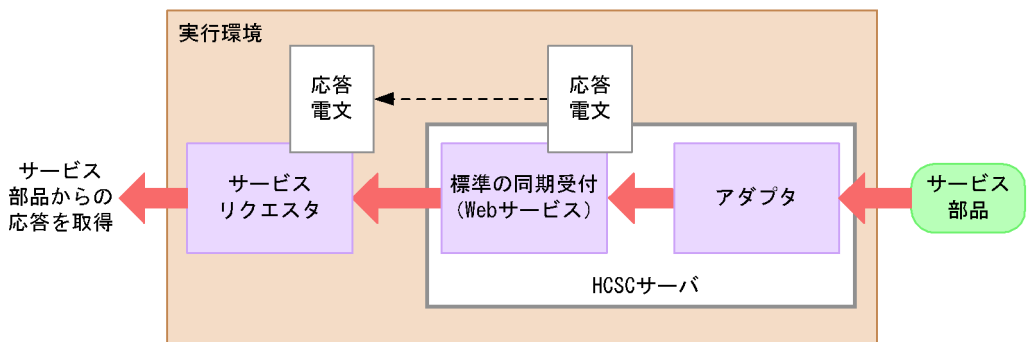 実行環境
応答
電文
応答
電文
サービス
部品からの
応答を取得
サービス
リクエスタ
標準の同期受付
（Webサービス）
アダプタ
サービス
部品
HCSCサーバ